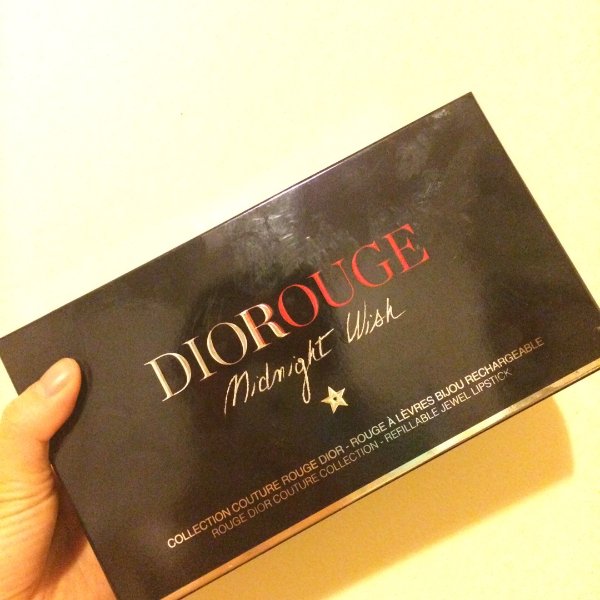 DIOROUGE
Midnight Wish
COLLECTION COUTURE ROUGE DIOR - ROUGE À LÈVRES BIJOU RECHARGEABLE
ROUGE DIOR COUTURE COLLECTION - REFILLABLE JEWEL LIPSTICK